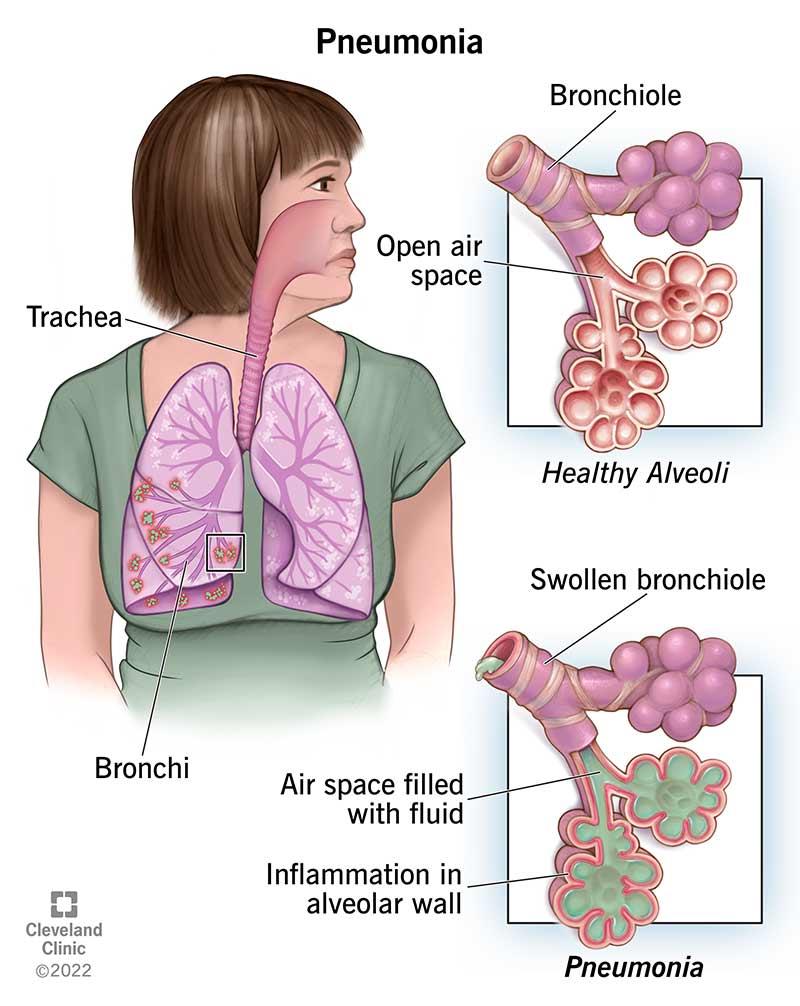 Pneumonia
Bronchiole
Open air
space
Trachea
Healthy Alveoli
Swollen bronchiole
Bronchi
Air space filled
with fluid
Inflammation in
alveolar wall
Pneumonia
Cleveland
Clinic
©2022